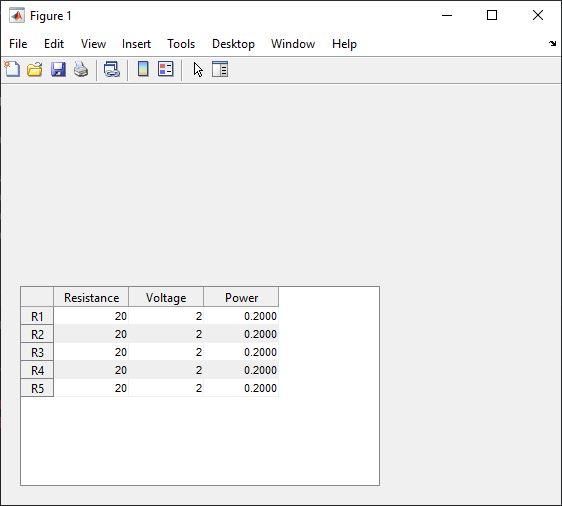 Figure 1
File Edit View Insert Tools Desktop Window Help
Resistance Voltage Power
R1 20 2 0.2000
R2 20 2 0.2000
R3 20 2 0.2000
R4 20 2 0.2000
R5 20 2 0.2000